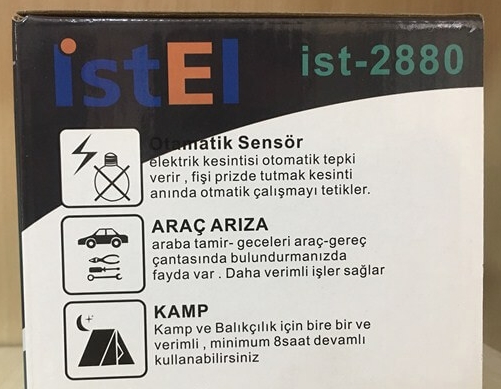 istEl
ist-2880
Otamatik Sensör
elektrik kesintisi otomatik tepki
verir , fişi prizde tutmak kesinti
anında otmatik çalışmayı tetikler.
ARAÇ ARIZA
araba tamir- geceleri araç-gereç
çantasında bulundurmanızda
fayda var . Daha verimli işler sağlar
KAMP
Kamp ve Balıkçılık için bire bir ve
verimli , minimum 8saat devamlı
kullanabilirsiniz